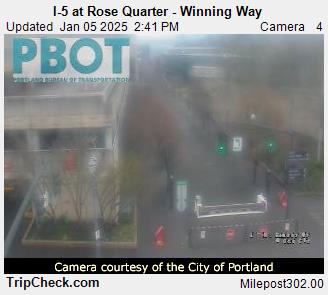 I-5 at Rose Quarter - Winning Way
Updated Jan 05 2025 2:41 PM Camera 4
PBOT
PORTLAND BUREAU OF TRANSPORTATION
Camera courtesy of the City of Portland
TripCheck.com Milepost302.00